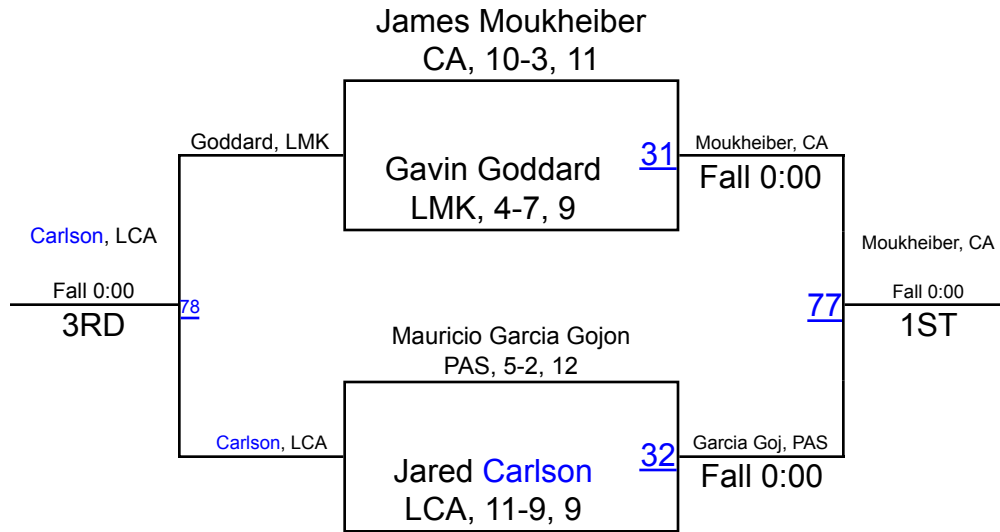 James Moukheiber
CA, 10-3, 11
Goddard, LMK
Gavin Goddard
LMK, 4-7, 9
31
Moukheiber, CA
Fall 0:00
Carlson, LCA
Fall 0:00
3RD
78
Mauricio Garcia Gojon
PAS, 5-2, 12
77
Moukheiber, CA
Fall 0:00
1ST
Carlson, LCA
Jared Carlson
LCA, 11-9, 9
32
Garcia Goj, PAS
Fall 0:00